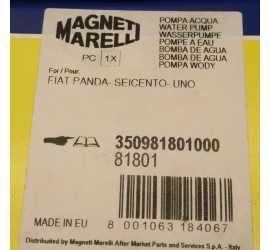 MAGNETI
MARELLI
PC 1X
POMPA ACQUA
WATER PUMP
WASSERPUMPE
POMPE A EAU
BOMBA DE AGUA
BOMBA DE AGUA
POMPA WODY
For / Pour
FIAT PANDA- SEICENTO- UNO
350981801000
81801
MADE IN EU
8 001063 184067
Distributed by Magneti Marelli After Market Parts and Services S.p.A. - Italy